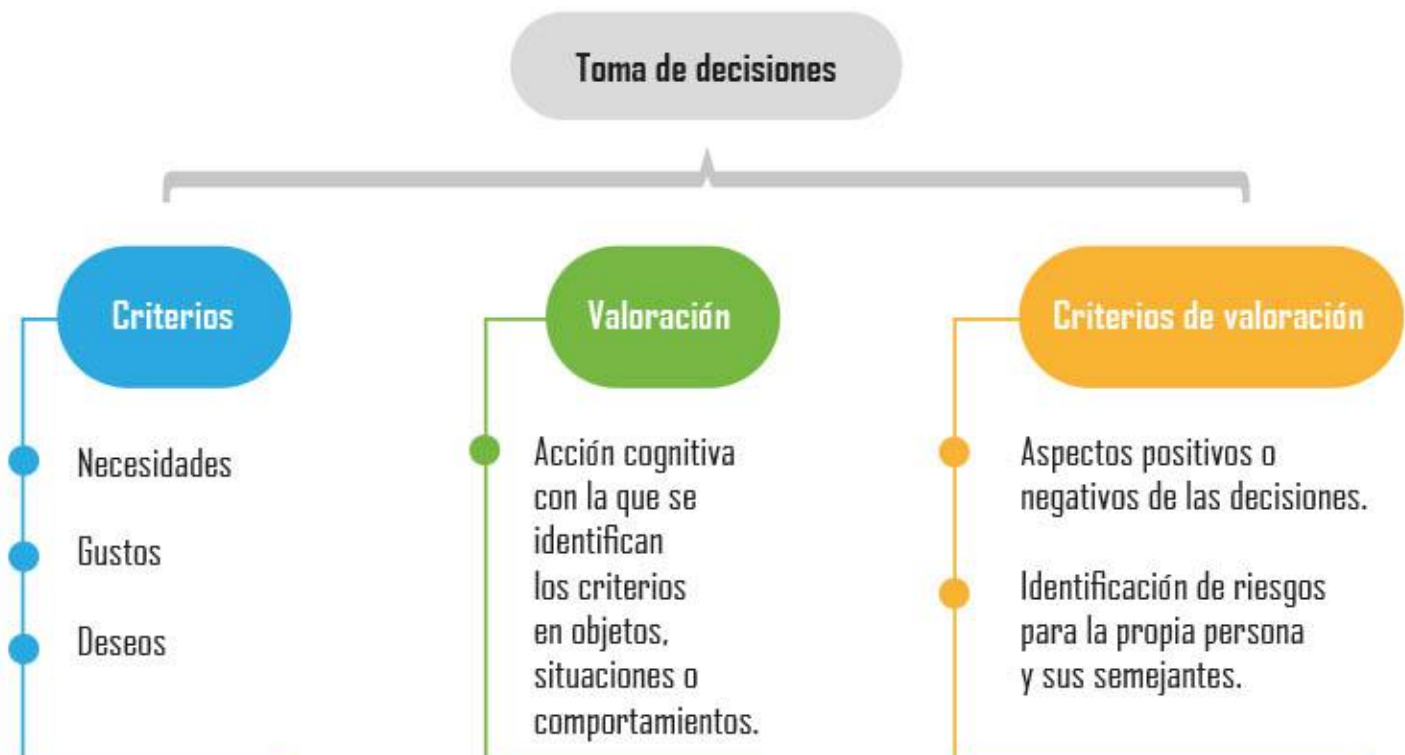 Toma de decisiones
Criterios
Necesidades
Gustos
Deseos
Valoración
Acción cognitiva
con la que se
identifican
los criterios
en objetos,
situaciones o
comportamientos.
Criterios de valoración
Aspectos positivos o
negativos de las decisiones.
Identificación de riesgos
para la propia persona
y sus semejantes.